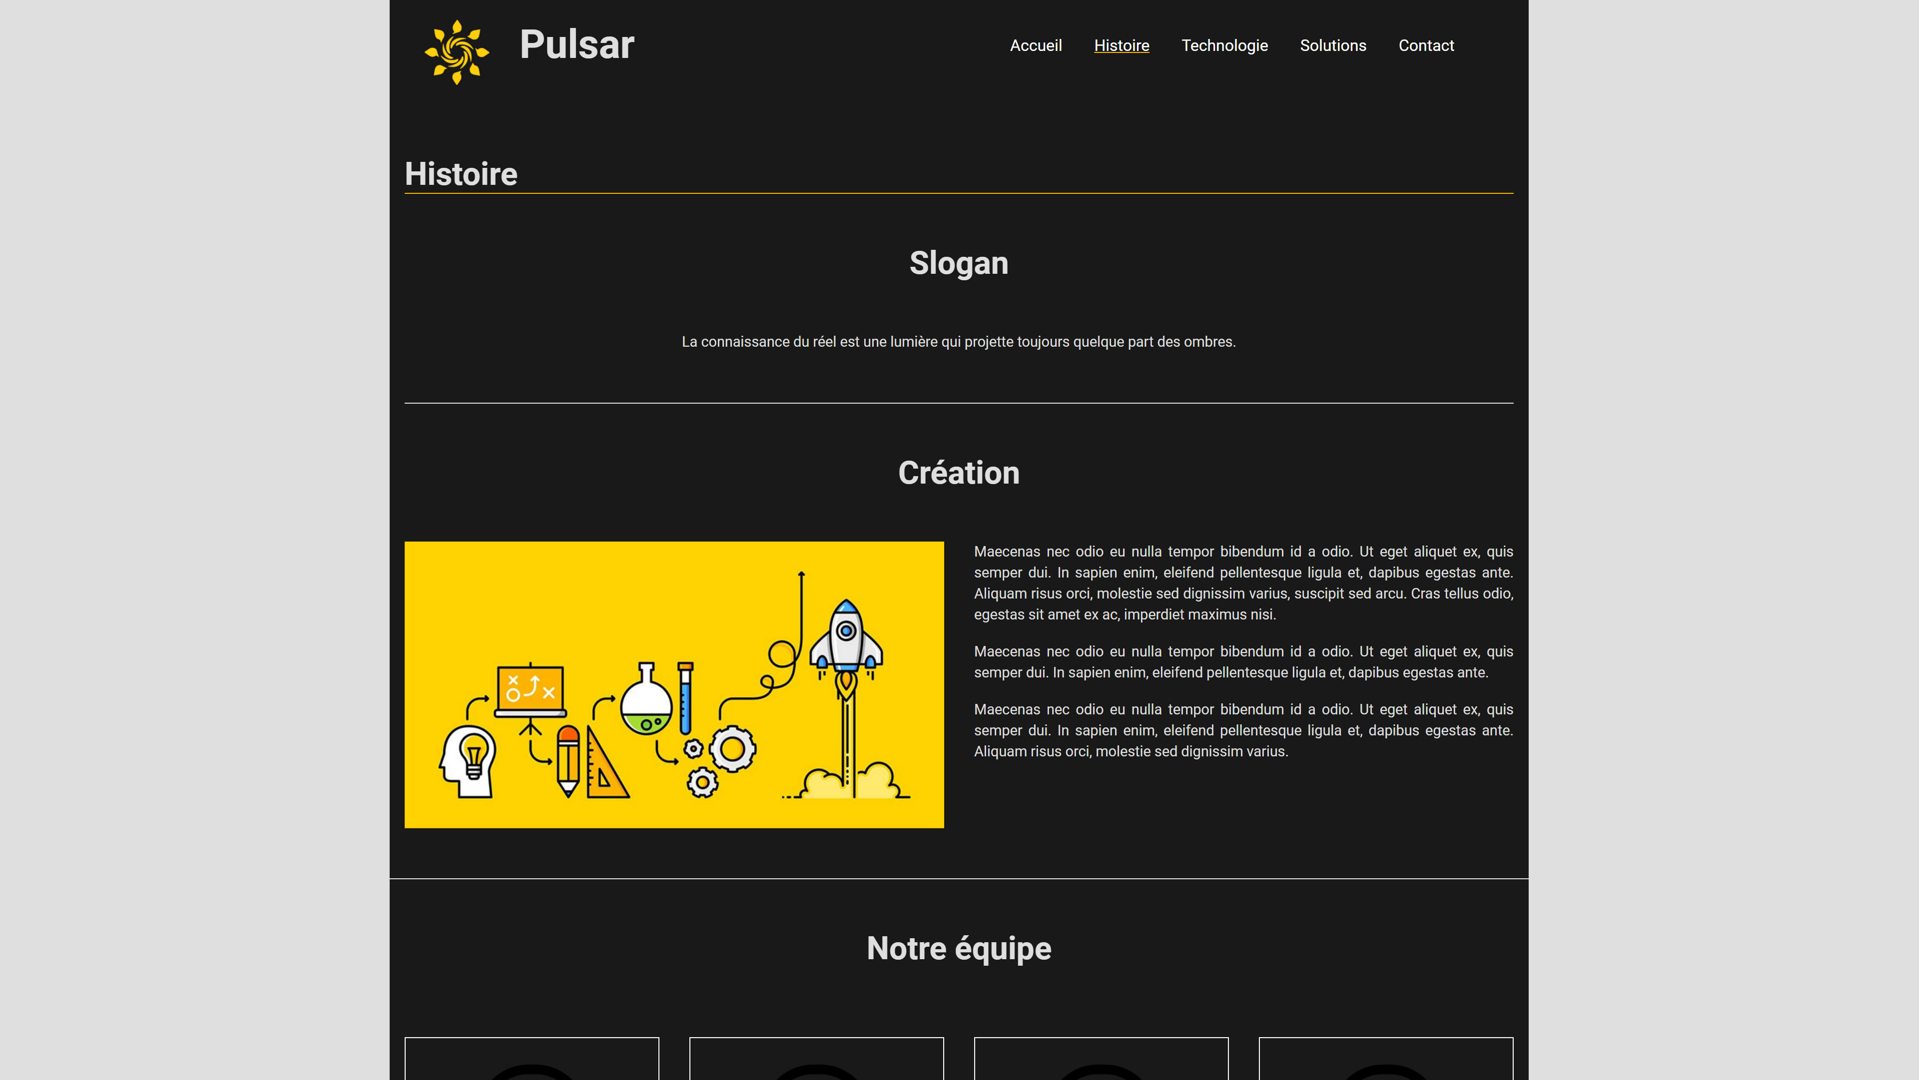 Pulsar
Accueil Histoire Technologie Solutions Contact
Histoire
Slogan
La connaissance du réel est une lumière qui projette toujours quelque part des ombres.
Création
Maecenas nec odio eu nulla tempor bibendum id a odio. Ut eget aliquet ex, quis
semper dui. In sapien enim, eleifend pellentesque ligula et, dapibus egestas ante.
Aliquam risus orci, molestie sed dignissim varius, suscipit sed arcu. Cras tellus odio,
egestas sit amet ex ac, imperdiet maximus nisi.
Maecenas nec odio eu nulla tempor bibendum id a odio. Ut eget aliquet ex, quis
semper dui. In sapien enim, eleifend pellentesque ligula et, dapibus egestas ante.
Maecenas nec odio eu nulla tempor bibendum id a odio. Ut eget aliquet ex, quis
semper dui. In sapien enim, eleifend pellentesque ligula et, dapibus egestas ante.
Aliquam risus orci, molestie sed dignissim varius.
Notre équipe